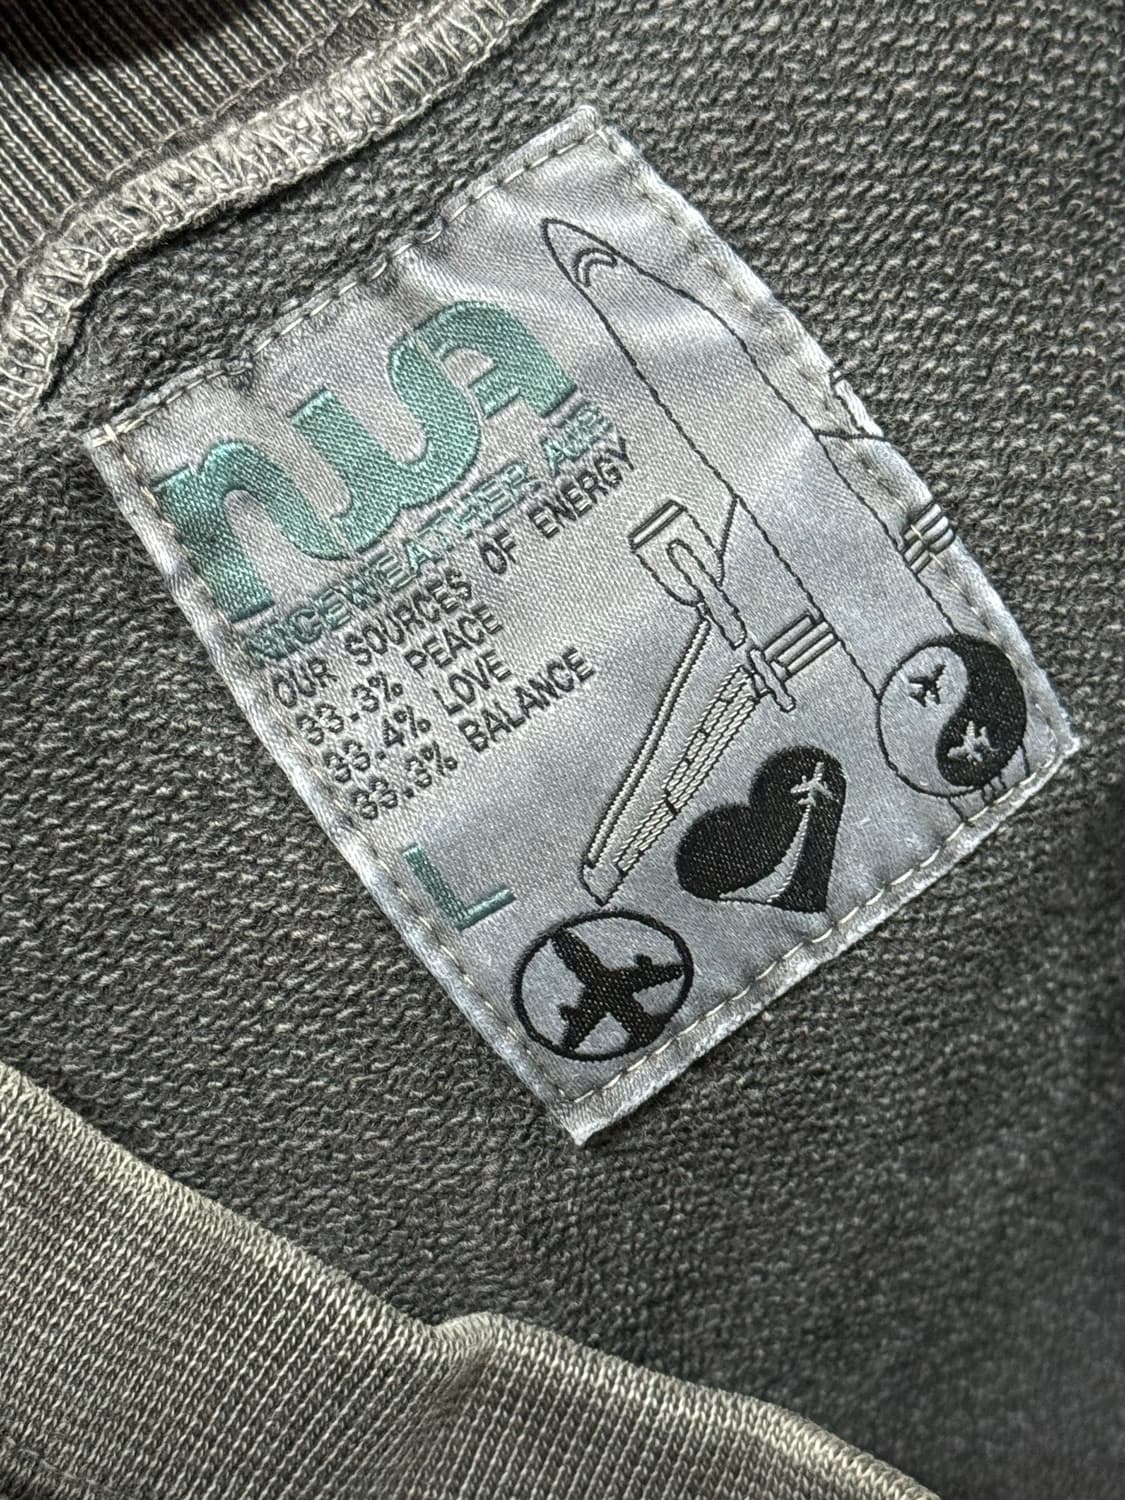 nwa
NICEWEATHER AIR
OUR SOURCES OF ENERGY
33.3% PEACE
33.4% LOVE
33.3% BALANCE
L